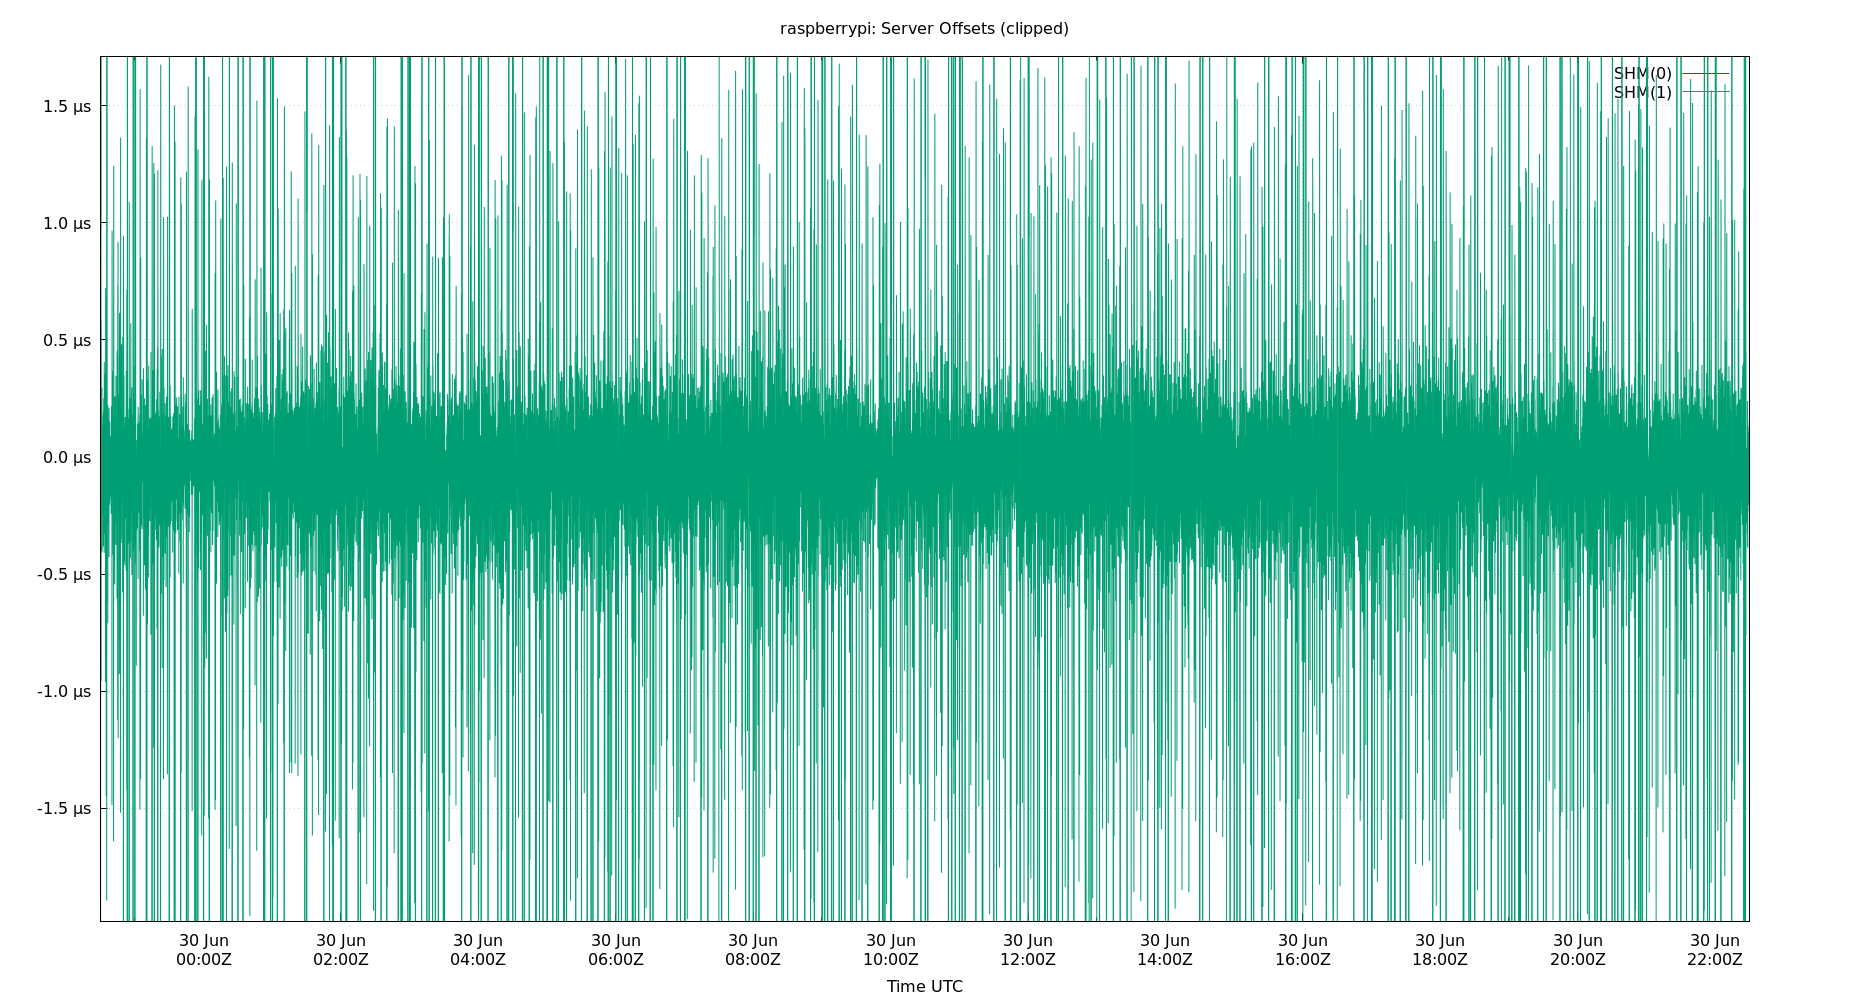 raspberrypi: Server Offsets (clipped)
SHM(0)
SHM(1)
1.5 µs
1.0 µs
0.5 µs
0.0 µs
-0.5 µs
-1.0 µs
-1.5 µs
30 Jun 30 Jun 30 Jun 30 Jun 30 Jun 30 Jun 30 Jun 30 Jun 30 Jun 30 Jun 30 Jun 30 Jun
00:00Z 02:00Z 04:00Z 06:00Z 08:00Z 10:00Z 12:00Z 14:00Z 16:00Z 18:00Z 20:00Z 22:00Z
Time UTC